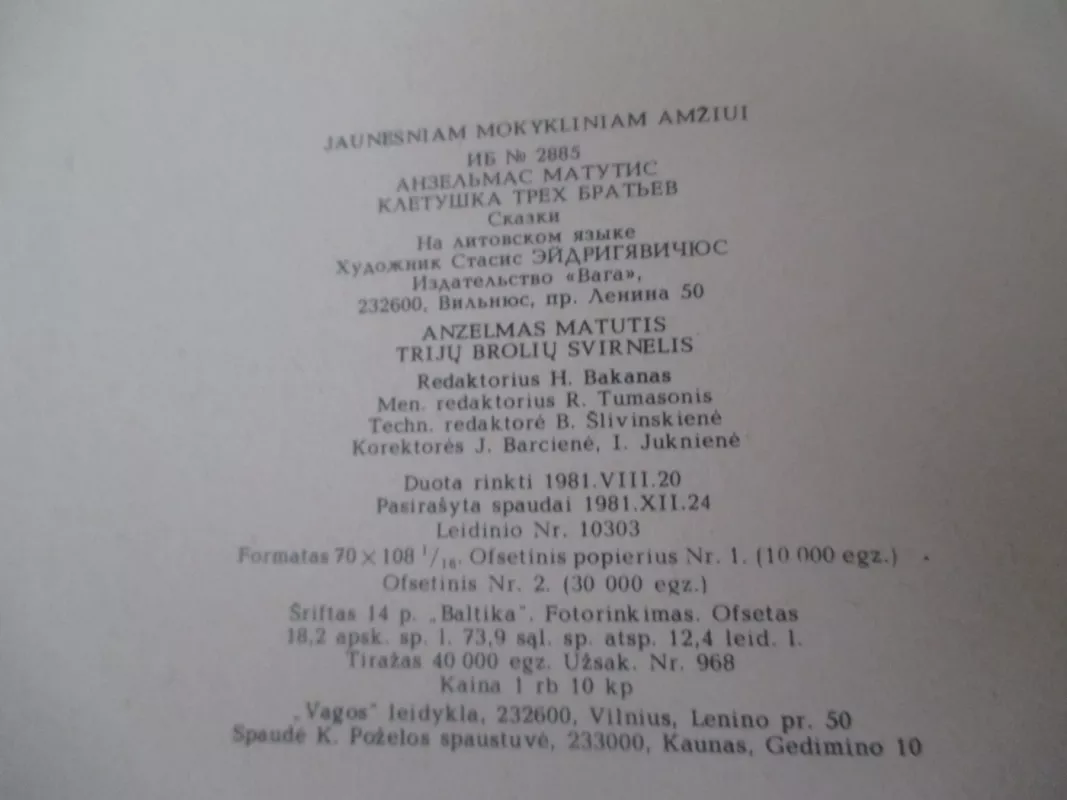 JAUNESNIAM MOKYKLINIAM AMŽIUI
ИБ № 2885
АНЗЕЛЬМАС МАТУТИС
КЛЕТУШКА ТРЕХ БРАТЬЕВ
Сказки
На литовском языке
Художник Стасис ЭЙДРИГЯВИЧЮС
Издательство «Вага»,
232600, Вильнюс, пр. Ленина 50
ANZELMAS MATUTIS
TRIJŲ BROLIŲ SVIRNELIS
Redaktorius H. Bakanas
Men. redaktorius R. Tumasonis
Techn. redaktorė B. Šlivinskienė
Korektorės J. Barcienė, I. Juknienė
Duota rinkti 1981.VIII.20
Pasirašyta spaudai 1981.XII.24
Leidinio Nr. 10303
Formatas 70 × 108 1/16. Ofsetinis popierius Nr. 1. (10 000 egz.)
Ofsetinis Nr. 2. (30 000 egz.)
Šriftas 14 p. „Baltika". Fotorinkimas. Ofsetas
18,2 apsk. sp. l. 73,9 sąl. sp. atsp. 12,4 leid. l.
Tiražas 40 000 egz. Užsak. Nr. 968
Kaina 1 rb 10 kp
„Vagos" leidykla, 232600, Vilnius, Lenino pr. 50
Spaudė K. Poželos spaustuvė, 233000, Kaunas, Gedimino 10